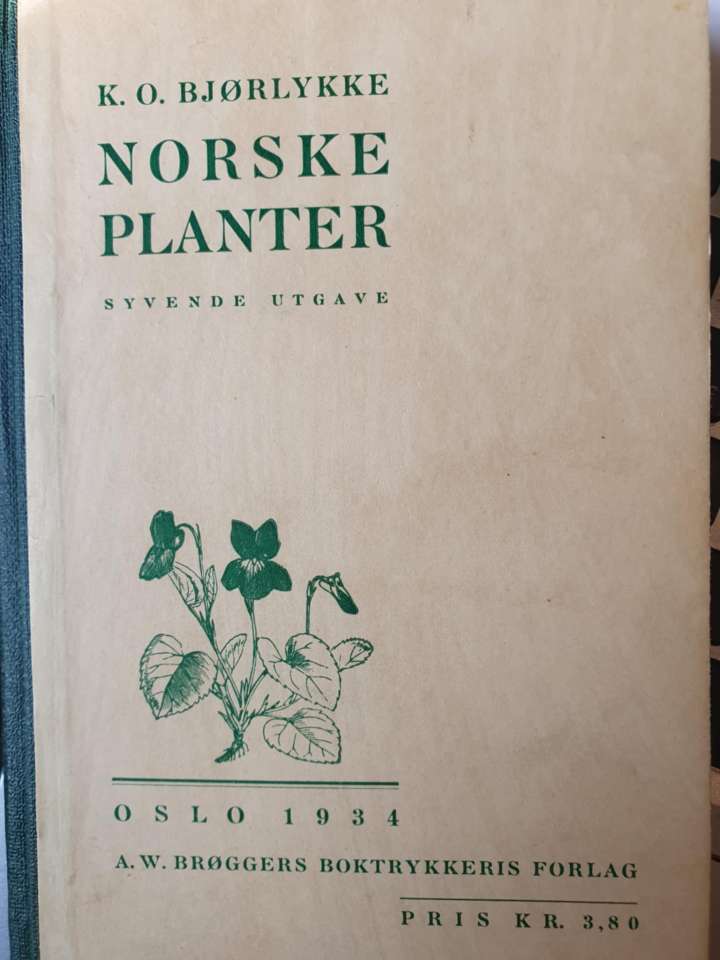 K. O. BJØRLYKKE
NORSKE
PLANTER
SYVENDE UTGAVE
OSLO 1934
A. W. BRØGGERS BOKTRYKKERIS FORLAG
PRIS KR. 3,80